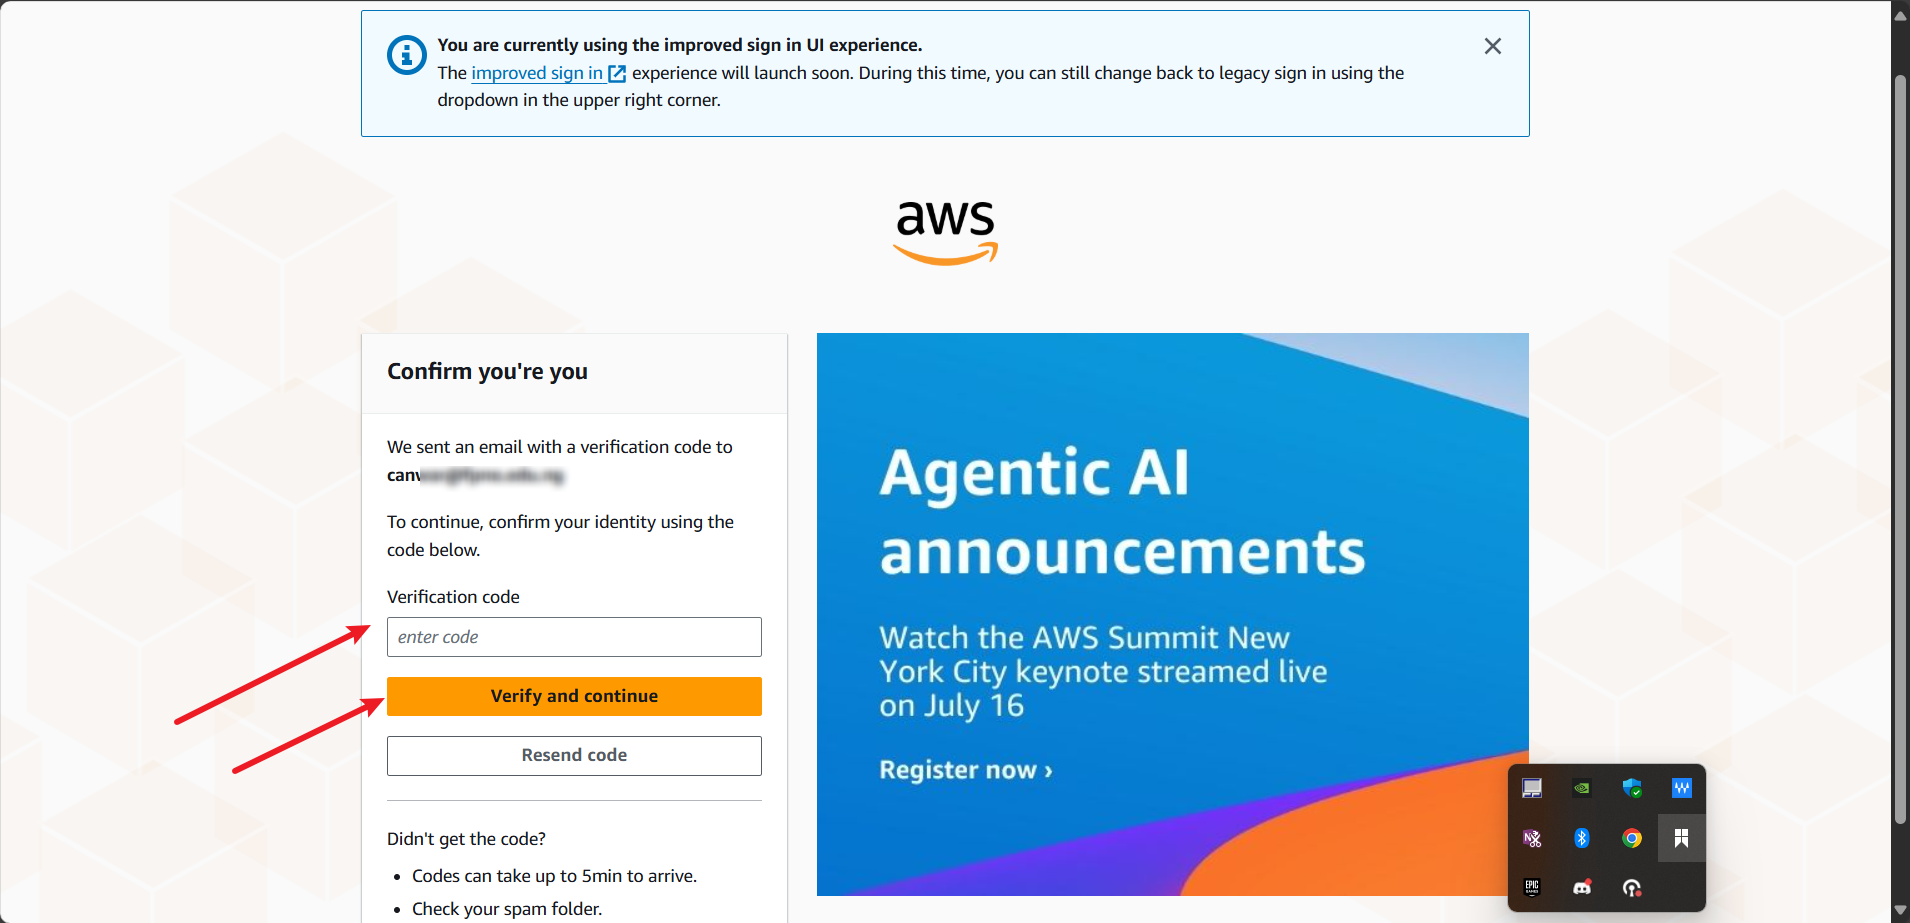 You are currently using the improved sign in UI experience.
The improved sign in experience will launch soon. During this time, you can still change back to legacy sign in using the
dropdown in the upper right corner.
aws
Confirm you're you
We sent an email with a verification code to
To continue, confirm your identity using the
code below.
Verification code
enter code
Verify and continue
Resend code
Didn't get the code?
• Codes can take up to 5min to arrive.
• Check your spam folder.
Agentic AI
announcements
Watch the AWS Summit New
York City keynote streamed live
on July 16
Register now ›
EPIC
GAMES